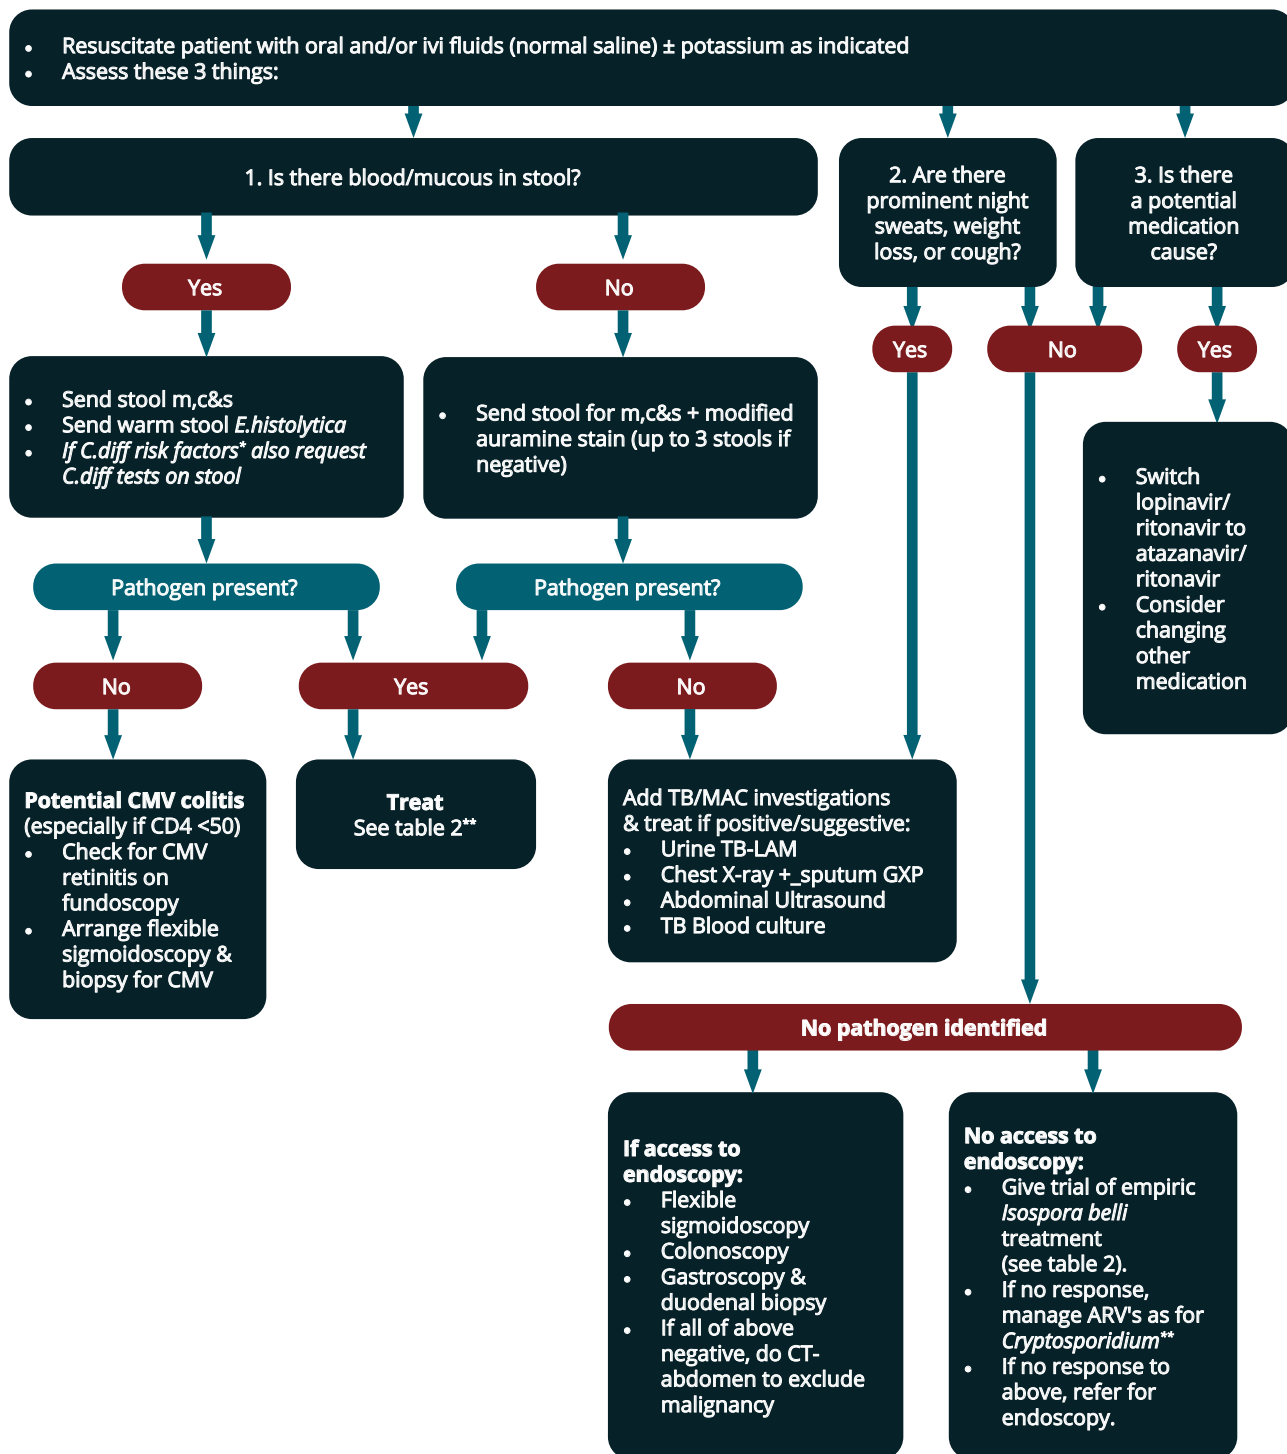 • Resuscitate patient with oral and/or ivi fluids (normal saline) ± potassium as indicated
• Assess these 3 things:
1. Is there blood/mucous in stool?
2. Are there
prominent night
sweats, weight
loss, or cough?
3. Is there
a potential
medication
cause?
Yes
No
Yes
No
Yes
• Send stool m,c&s
• Send warm stool E.histolytica
• If C.diff risk factors* also request
C.diff tests on stool
• Send stool for m,c&s + modified
auramine stain (up to 3 stools if
negative)
• Switch
lopinavir/
ritonavir to
atazanavir/
ritonavir
• Consider
changing
other
medication
Pathogen present?
Pathogen present?
No
Yes
No
Potential CMV colitis
(especially if CD4 <50)
• Check for CMV
retinitis on
fundoscopy
• Arrange flexible
sigmoidoscopy &
biopsy for CMV
Treat
See table 2**
Add TB/MAC investigations
& treat if positive/suggestive:
• Urine TB-LAM
• Chest X-ray +_sputum GXP
• Abdominal Ultrasound
• TB Blood culture
No pathogen identified
If access to
endoscopy:
• Flexible
sigmoidoscopy
• Colonoscopy
• Gastroscopy &
duodenal biopsy
• If all of above
negative, do CT-
abdomen to exclude
malignancy
No access to
endoscopy:
• Give trial of empiric
Isospora belli
treatment
(see table 2).
• If no response,
manage ARV's as for
Cryptosporidium**
• If no response to
above, refer for
endoscopy.